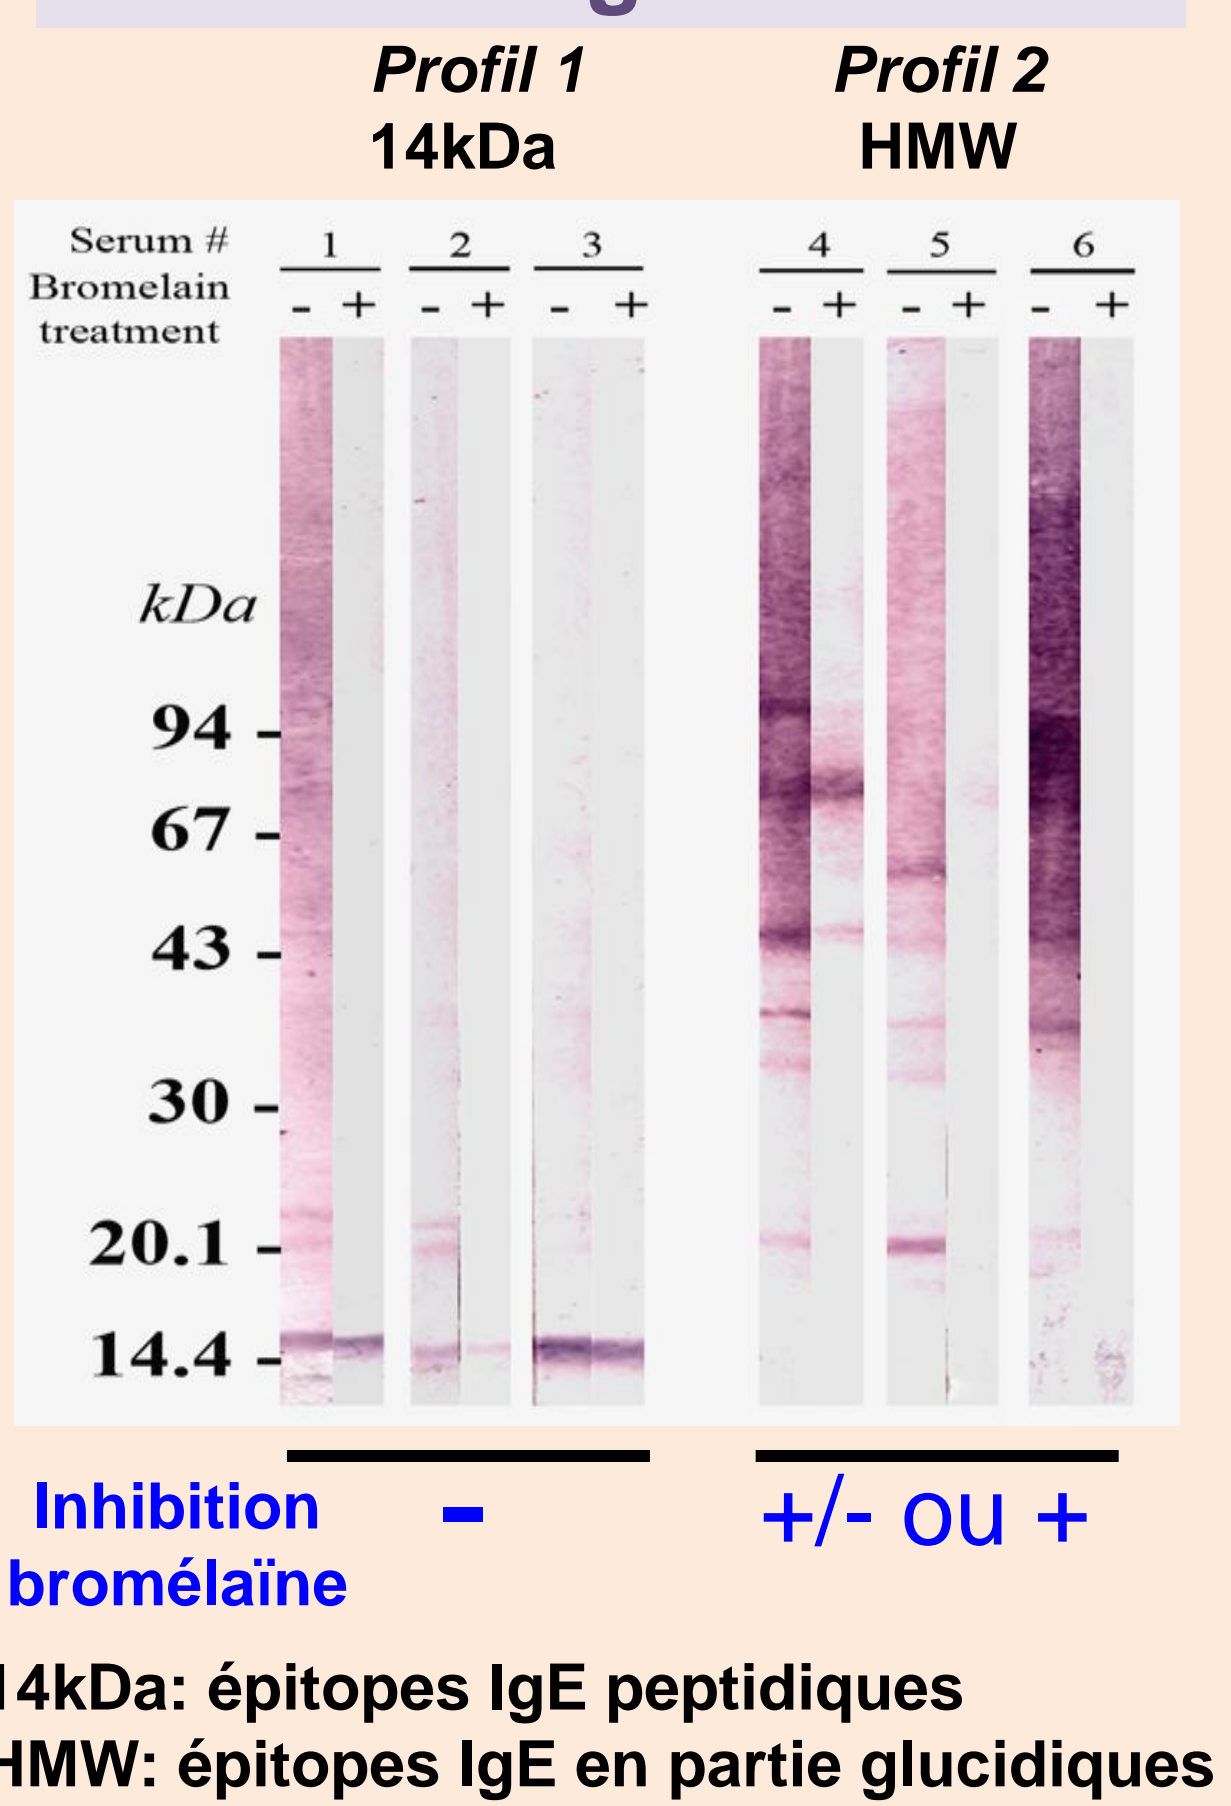 Profil 1 Profil 2
14kDa HMW
Serum # 1 2 3 4 5 6
Bromelain
treatment - + - + - + - + - + - +
kDa
94 -
67 -
43 -
30 -
20.1 -
14.4 -
Inhibition
bromélaïne - +/- ou +
14kDa: épitopes IgE peptidiques
HMW: épitopes IgE en partie glucidiques